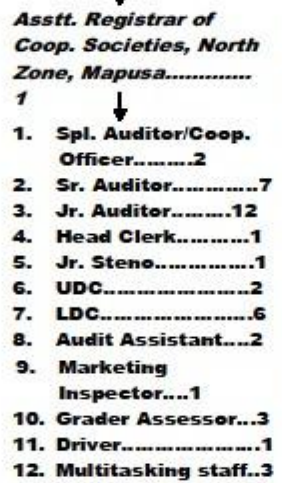 Asstt. Registrar of
Coop. Societies, North
Zone, Mapusa.............
1
1. Spl. Auditor/Coop.
Officer.........2
2. Sr. Auditor.............7
3. Jr. Auditor.........12
4. Head Clerk...........1
5. Jr. Steno...............1
6. UDC......................2
7. LDC.......................6
8. Audit Assistant....2
9. Marketing
Inspector....1
10. Grader Assessor...3
11. Driver.....................1
12. Multitasking staff..3